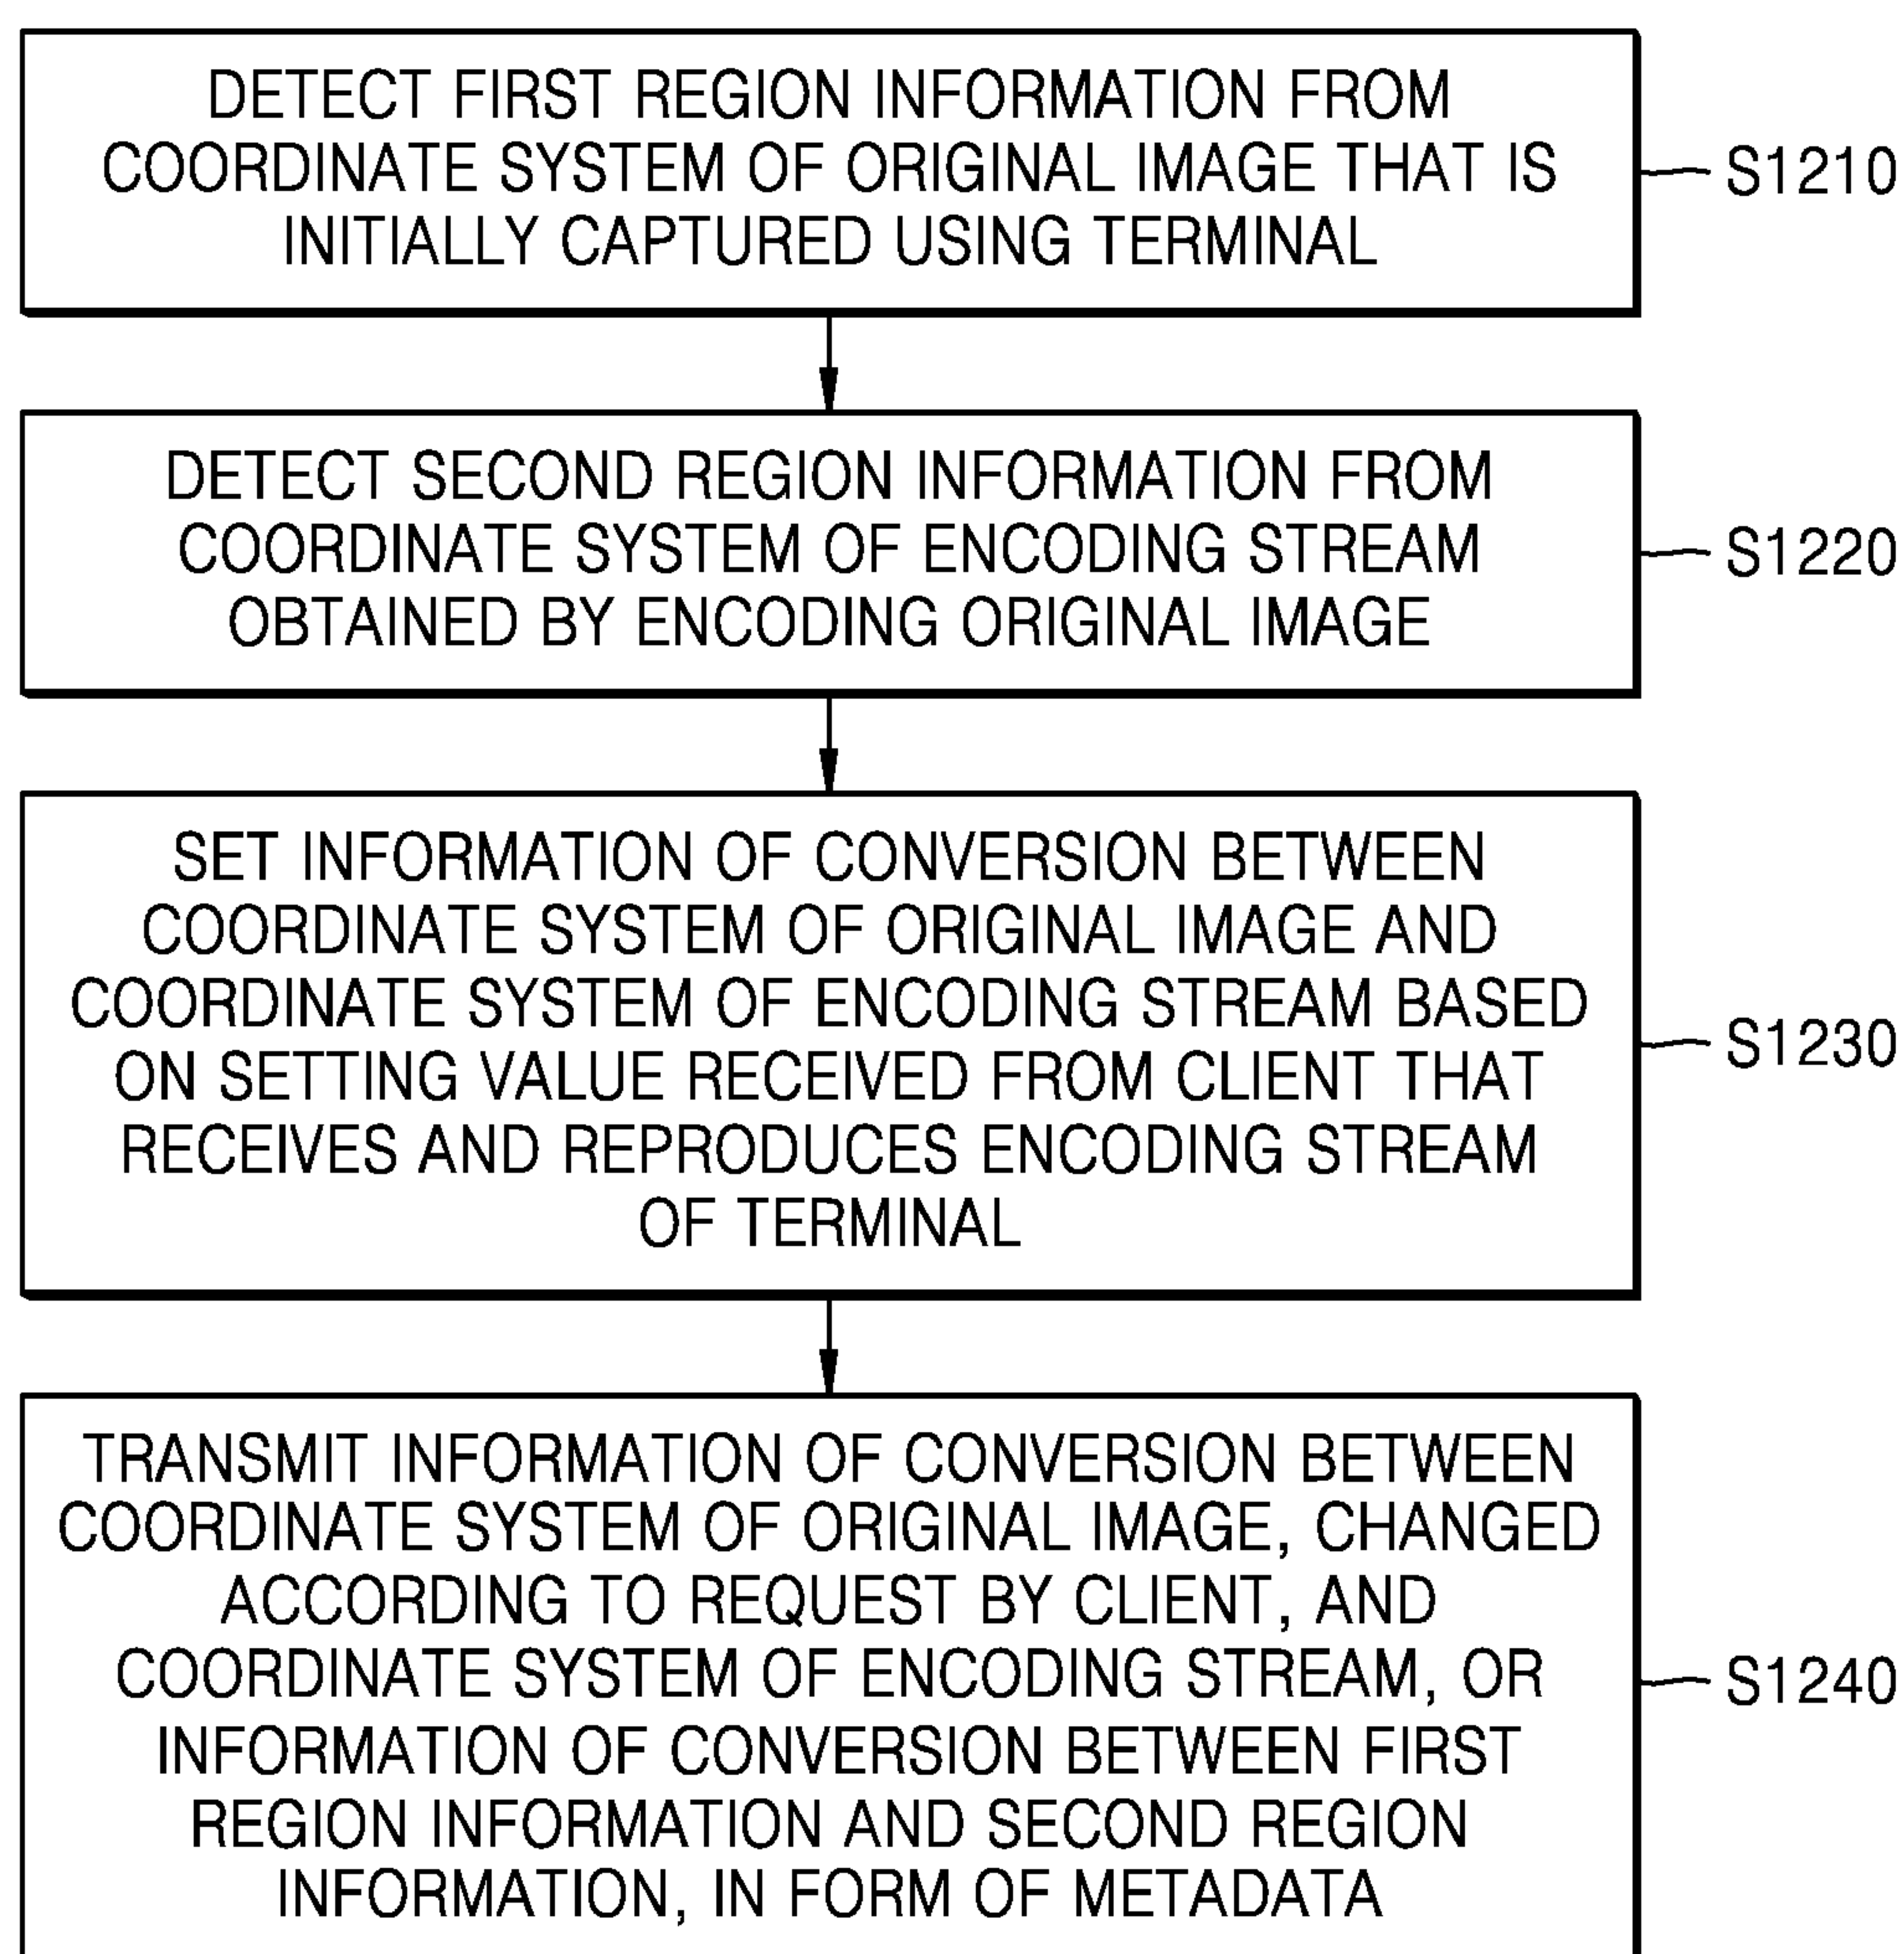 DETECT FIRST REGION INFORMATION FROM
COORDINATE SYSTEM OF ORIGINAL IMAGE THAT IS
INITIALLY CAPTURED USING TERMINAL
S1210
DETECT SECOND REGION INFORMATION FROM
COORDINATE SYSTEM OF ENCODING STREAM
OBTAINED BY ENCODING ORIGINAL IMAGE
S1220
SET INFORMATION OF CONVERSION BETWEEN
COORDINATE SYSTEM OF ORIGINAL IMAGE AND
COORDINATE SYSTEM OF ENCODING STREAM BASED
ON SETTING VALUE RECEIVED FROM CLIENT THAT
RECEIVES AND REPRODUCES ENCODING STREAM
OF TERMINAL
S1230
TRANSMIT INFORMATION OF CONVERSION BETWEEN
COORDINATE SYSTEM OF ORIGINAL IMAGE, CHANGED
ACCORDING TO REQUEST BY CLIENT, AND
COORDINATE SYSTEM OF ENCODING STREAM, OR
INFORMATION OF CONVERSION BETWEEN FIRST
REGION INFORMATION AND SECOND REGION
INFORMATION, IN FORM OF METADATA
S1240